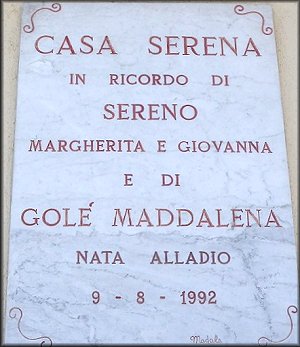 CASA SERENA
IN RICORDO DI
SERENO
MARGHERITA E GIOVANNA
E DI
GOLÉ MADDALENA
NATA ALLADIO
9 - 8 - 1992